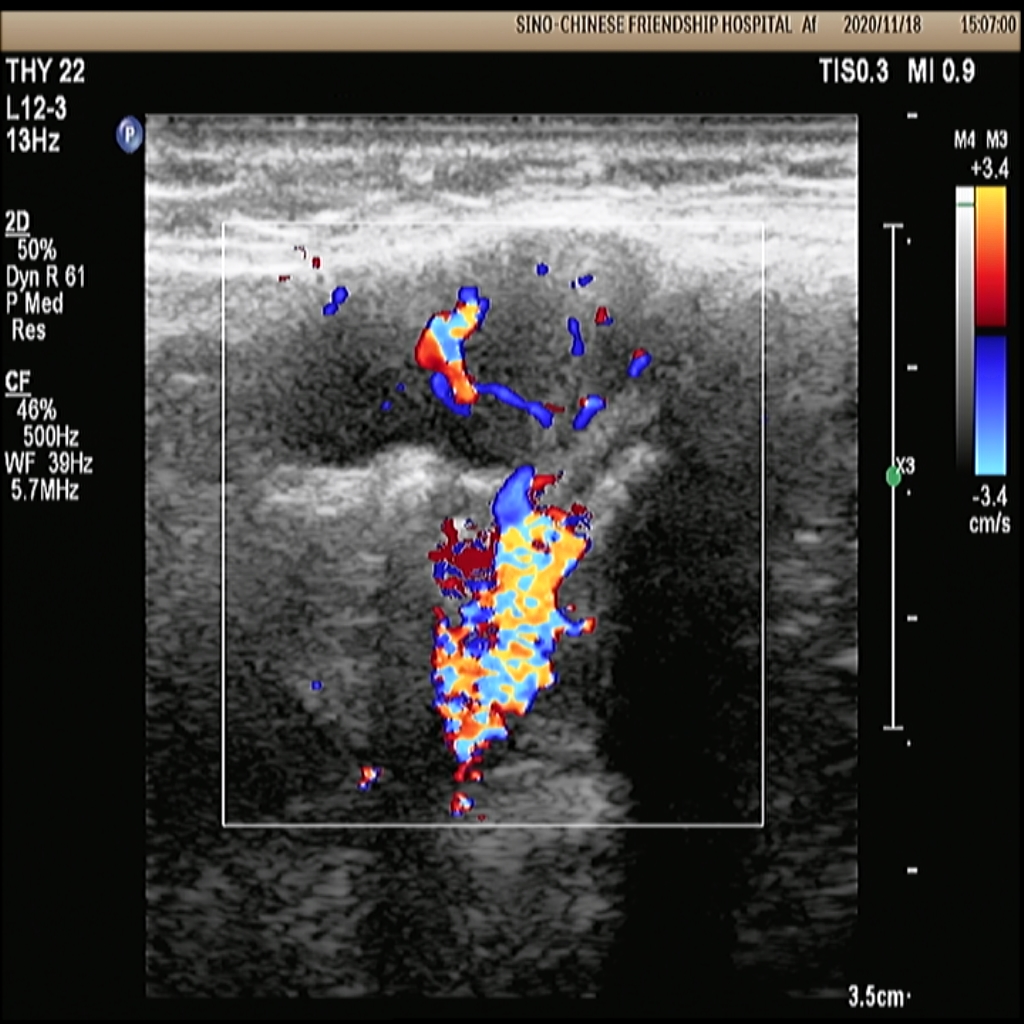 SINO-CHINESE FRIENDSHIP HOSPITAL Af 2020/11/18 15:07:00
THY 22
TIS0.3 MI 0.9
L12-3
13Hz
P
M4 M3
+3.4
2D
50%
Dyn R 61
P Med
Res
CF
46%
500Hz
WF 39Hz
5.7MHz
X3
-3.4
cm/s
3.5cm